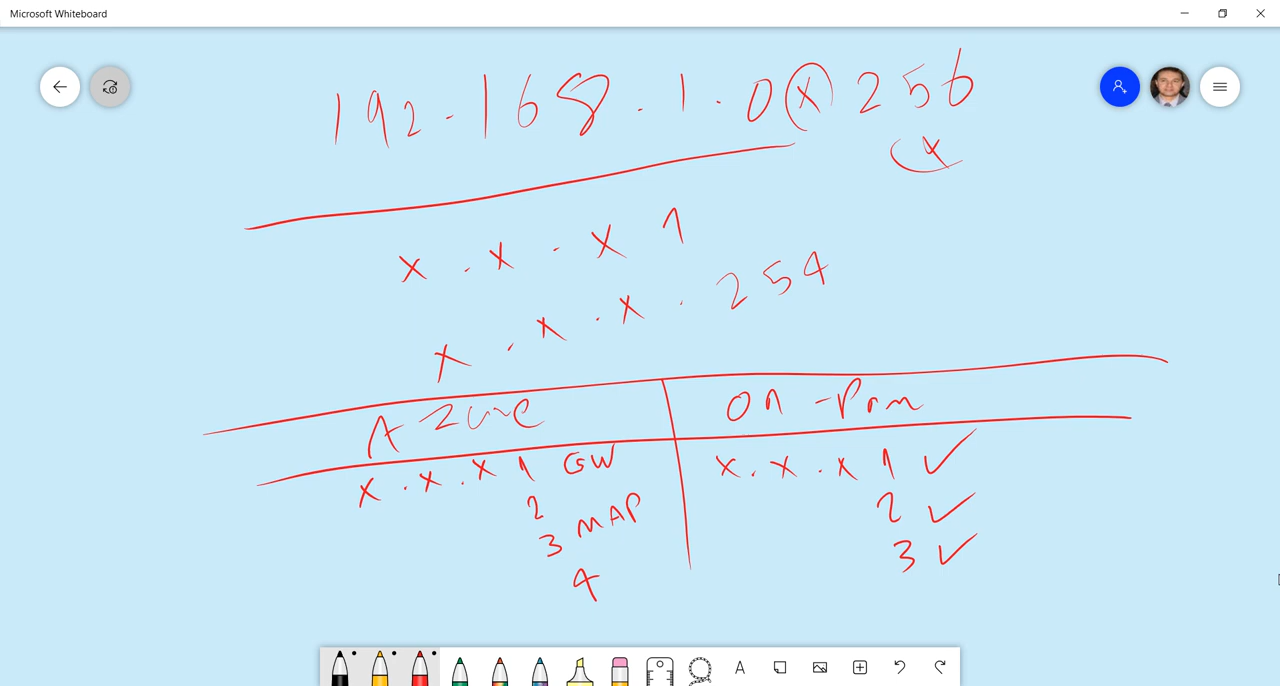 Microsoft Whiteboard
192.168.1.0 (x) 256
(x
x.x.x 1
x.x.x.254
Azure
On-Prm
x.x.x 1 GW
2
3 MAP
4
x.x.x 1 ✓
2 ✓
3 ✓
A